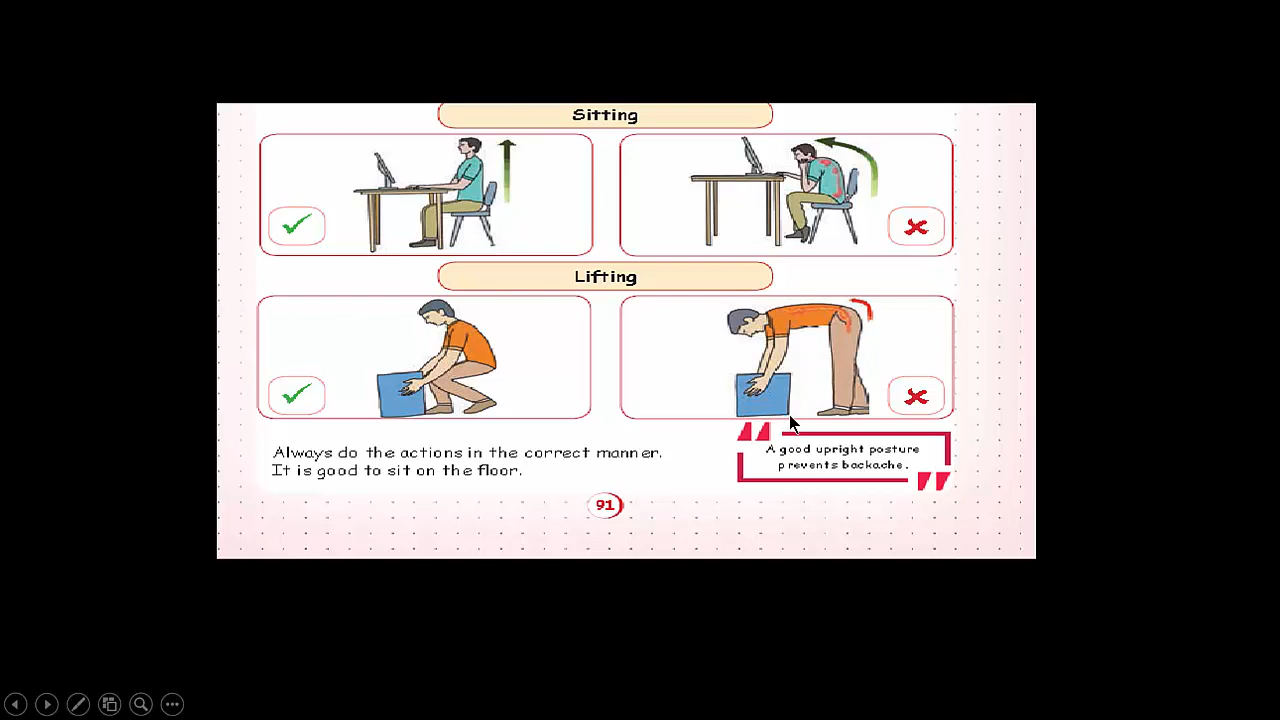 Sitting
Lifting
Always do the actions in the correct manner.
It is good to sit on the floor.
A good upright posture
prevents backache.
91